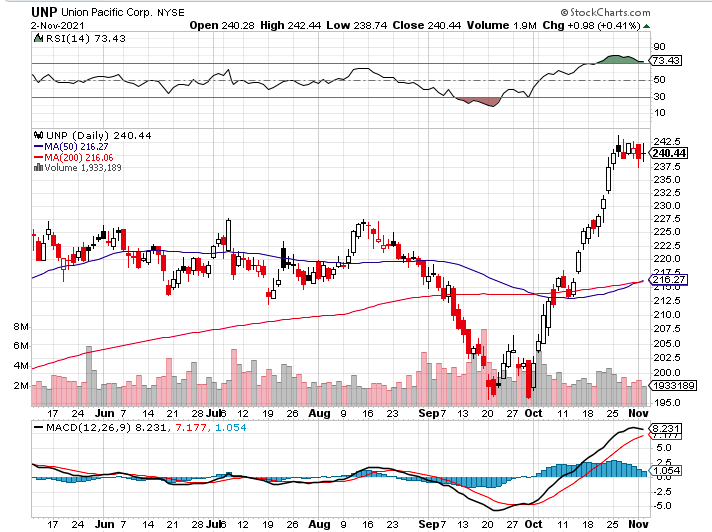 UNP Union Pacific Corp. NYSE © StockCharts.com
2-Nov-2021 Open 240.28 High 242.44 Low 238.74 Close 240.44 Volume 1.9M Chg +0.98 (+0.41%)
RSI(14) 73.43
90
73.43
50
30
10
UNP (Daily) 240.44
MA(50) 216.27
MA(200) 216.06
Volume 1,933,189
242.5
240.44
237.5
235.0
232.5
230.0
227.5
225.0
222.5
220.0
217.5
216.27
212.5
210.0
207.5
205.0
202.5
200.0
1933189
195.0
8M
6M
4M
2M
17 24 Jun 7 14 21 28 Jul 6 12 19 26 Aug 9 16 23 Sep 7 13 20 27 Oct 11 18 25 Nov
MACD(12,26,9) 8.231, 7.177, 1.054
8.231
7.177
5.0
2.5
1.054
0.0
-2.5
-5.0
17 24 Jun 7 14 21 28 Jul 6 12 19 26 Aug 9 16 23 Sep 7 13 20 27 Oct 11 18 25 Nov